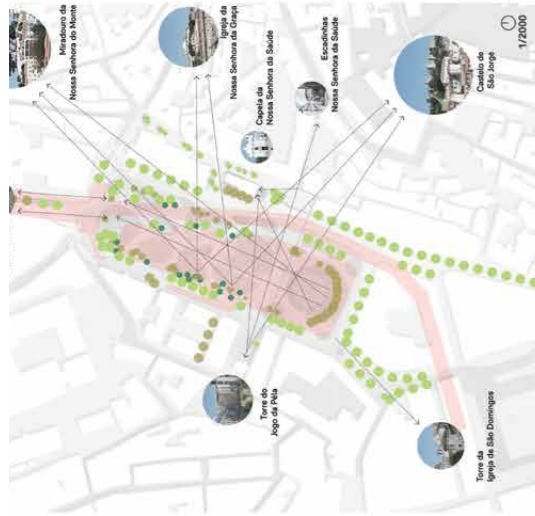 Miradouro da
Nossa Senhora do Monte
Igreja da
Nossa Senhora da Graça
Capela da
Nossa Senhora da Saúde
Escadinhas
Nossa Senhora da Saúde
Castelo de
São Jorge
1/2000
Torre do
Jogo da Péla
Torre da
Igreja de São Domingos